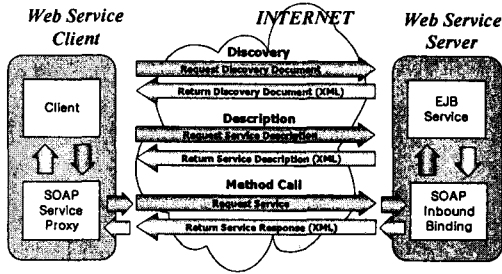 Web Service
Client
INTERNET
Web Service
Server
Discovery
Request Discovery Document
Return Discovery Document (XML)
Client
EJB
Service
Description
Request Service Description
Return Service Description (XML)
Method Call
SOAP
Service
Proxy
Request Service
Return Service Response (XML)
SOAP
Inbound
Binding